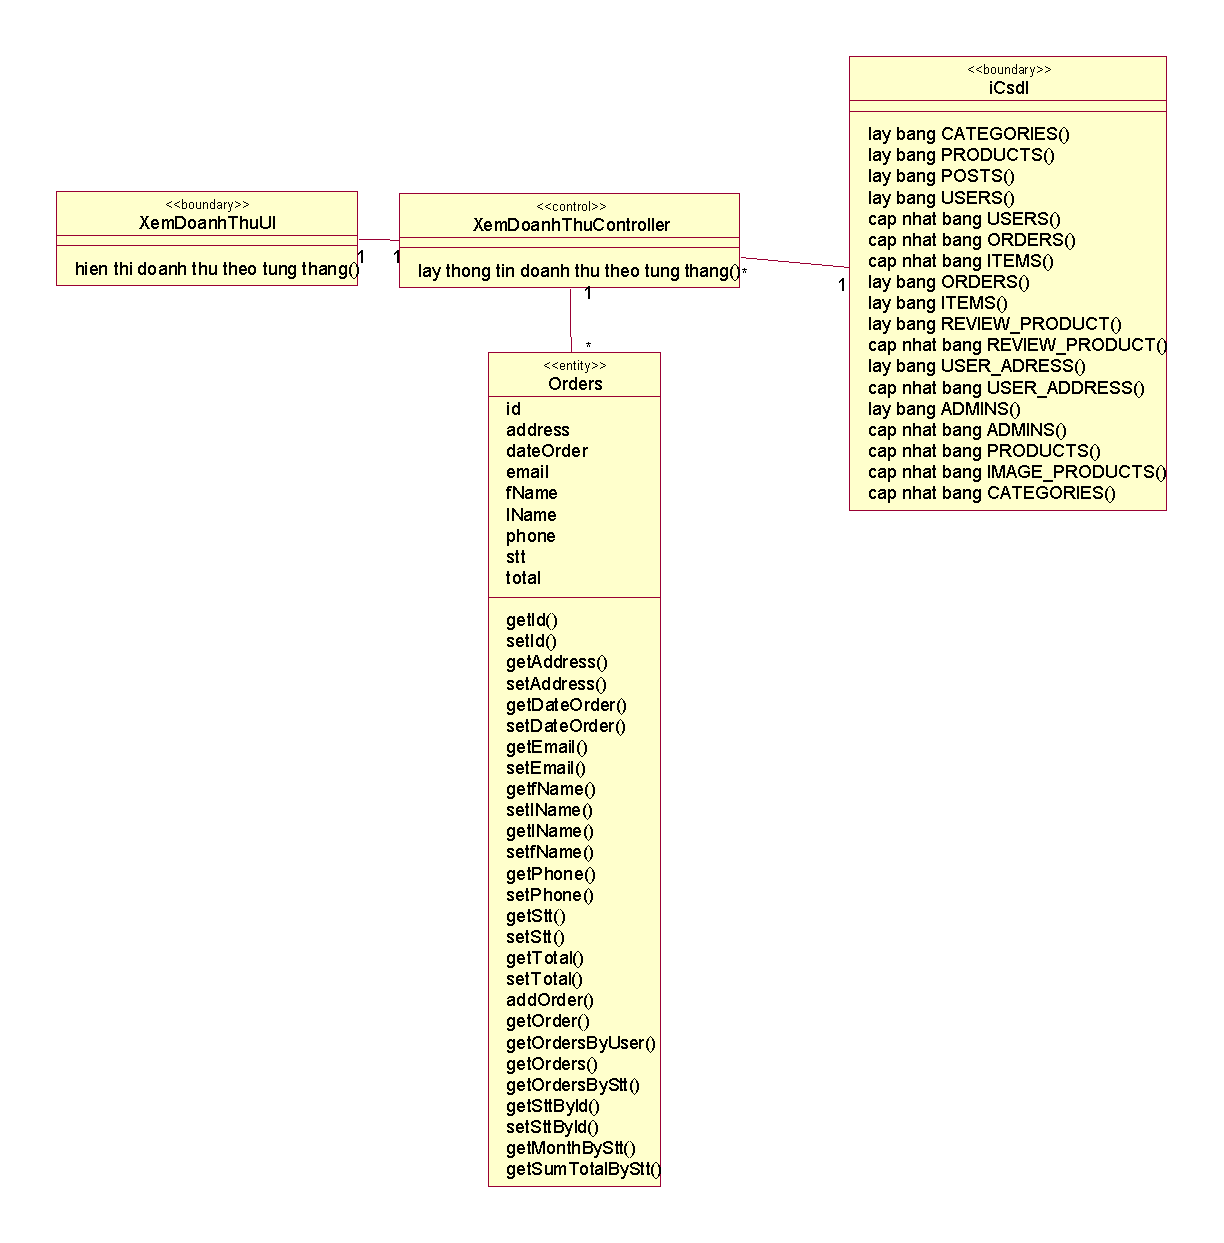 <<boundary>>
XemDoanhThuUI
hien thi doanh thu theo tung thang()
1
1
<<control>>
XemDoanhThuController
lay thong tin doanh thu theo tung thang()
*
1
1
*
<<boundary>>
iCsdl
lay bang CATEGORIES()
lay bang PRODUCTS()
lay bang POSTS()
lay bang USERS()
cap nhat bang USERS()
cap nhat bang ORDERS()
cap nhat bang ITEMS()
lay bang ORDERS()
lay bang ITEMS()
lay bang REVIEW_PRODUCT()
cap nhat bang REVIEW_PRODUCT()
lay bang USER_ADRESS()
cap nhat bang USER_ADDRESS()
lay bang ADMINS()
cap nhat bang ADMINS()
cap nhat bang PRODUCTS()
cap nhat bang IMAGE_PRODUCTS()
cap nhat bang CATEGORIES()
<<entity>>
Orders
id
address
dateOrder
email
fName
lName
phone
stt
total
getId()
setId()
getAddress()
setAddress()
getDateOrder()
setDateOrder()
getEmail()
setEmail()
getfName()
setlName()
getlName()
setfName()
getPhone()
setPhone()
getStt()
setStt()
getTotal()
setTotal()
addOrder()
getOrder()
getOrdersByUser()
getOrders()
getOrdersByStt()
getSttById()
setSttById()
getMonthByStt()
getSumTotalByStt()